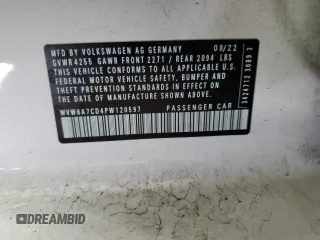 MFD BY VOLKSWAGEN AG GERMANY 08/22
GVWR 4255 GAWR FRONT 2271 / REAR 2094 LBS
THIS VEHICLE CONFORMS TO ALL APPLICABLE
FEDERAL MOTOR VEHICLE SAFETY, BUMPER AND
THEFT PREVENTION STANDARDS IN EFFECT ON
THE DATE OF MANUFACTURE SHOWN ABOVE
WVW6A7CD4PW120597 PASSENGER CAR
DREAMBID